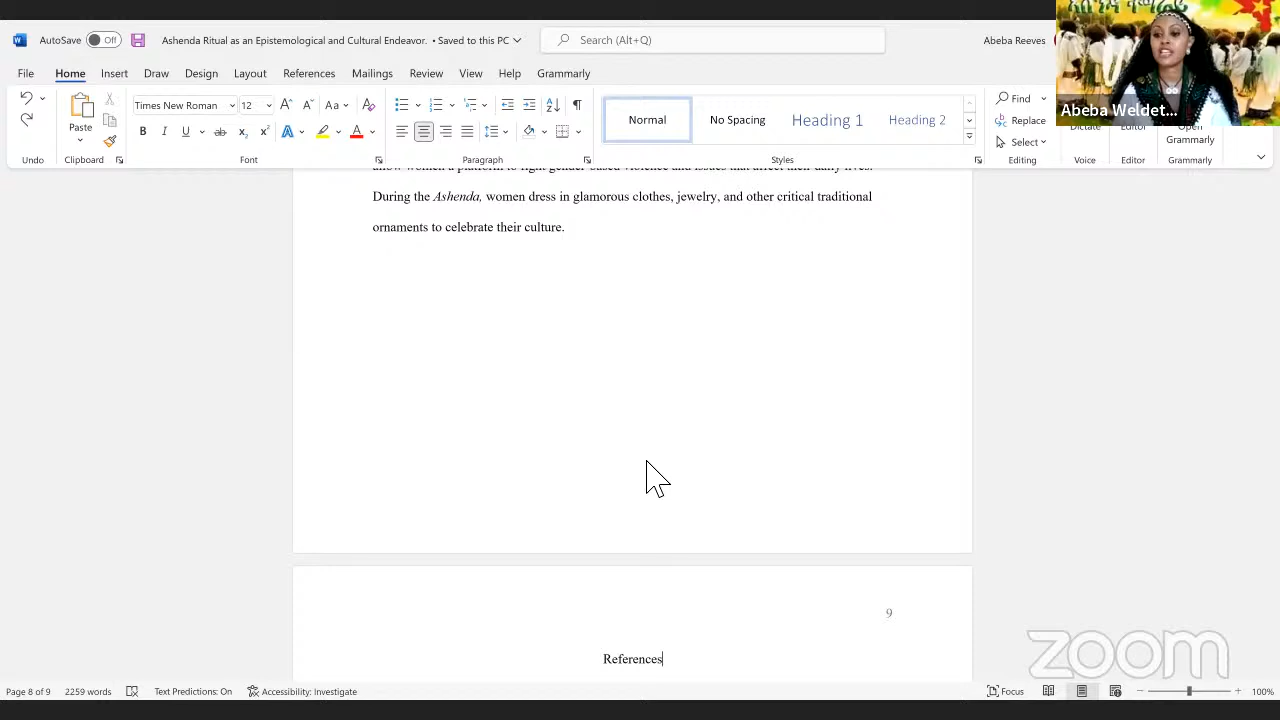 AutoSave Off Ashenda Ritual as an Epistemological and Cultural Endeavor. • Saved to this PC Search (Alt+Q) Abeba Reeves
File Home Insert Draw Design Layout References Mailings Review View Help Grammarly
Abeba Weldet...
Times New Roman 12 Aa
Paste
B I U ab x₂ x² A A
Normal No Spacing Heading 1 Heading 2
Find
Replace
Select
Dictate Editor Open
Grammarly
Undo Clipboard Font Paragraph Styles Editing Voice Editor Grammarly
allow women a platform to fight gender-based violence and issues that affect their daily lives.
During the Ashenda, women dress in glamorous clothes, jewelry, and other critical traditional
ornaments to celebrate their culture.
9
References
zoom
Page 8 of 9 2259 words Text Predictions: On Accessibility: Investigate Focus 100%